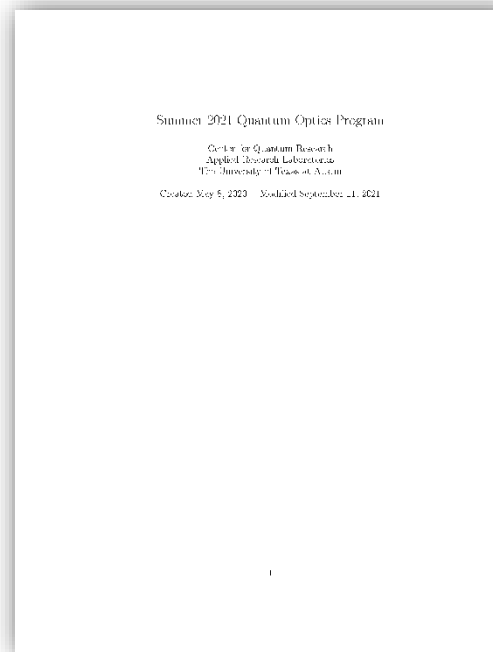 Summer 2021 Quantum Optics Program
Center for Quantum Research
Applied Research Laboratories
The University of Texas at Austin
Created May 8, 2020 Modified September 11, 2021
1